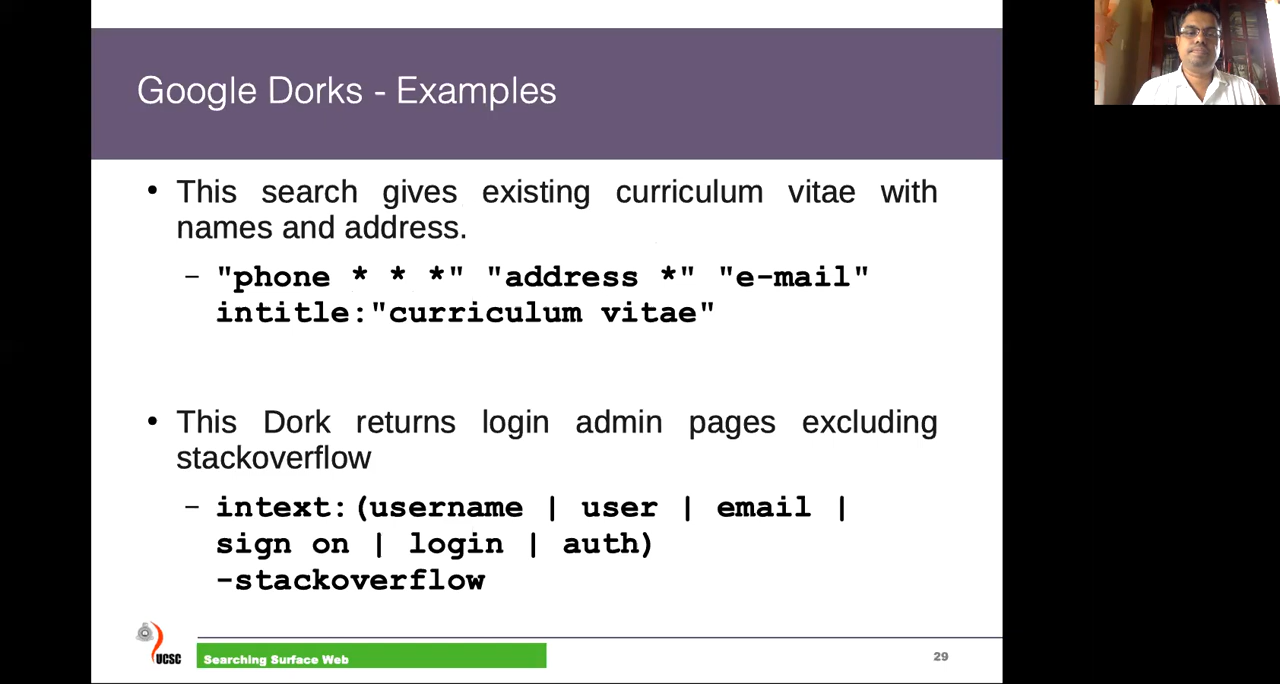 Google Dorks - Examples
• This search gives existing curriculum vitae with
names and address.
– "phone * * *" "address *" "e-mail"
intitle:"curriculum vitae"
• This Dork returns login admin pages excluding
stackoverflow
– intext:(username | user | email |
sign on | login | auth)
-stackoverflow
UCSC
Searching Surface Web
29